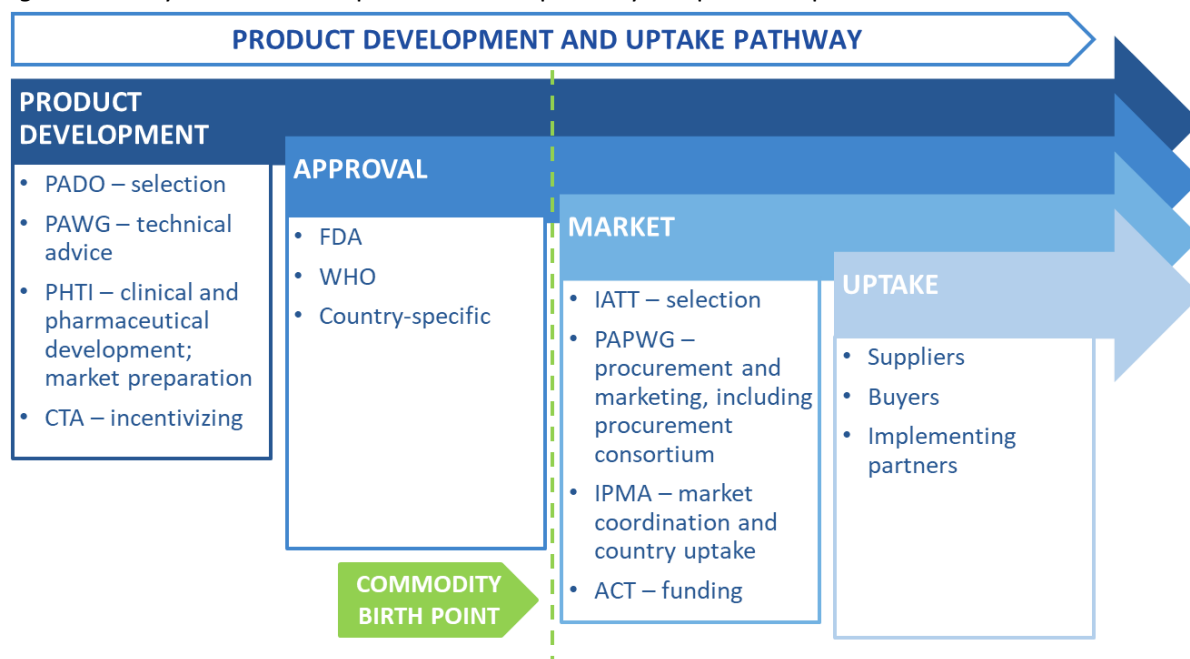 PRODUCT DEVELOPMENT AND UPTAKE PATHWAY
PRODUCT
DEVELOPMENT
• PADO – selection
• PAWG – technical
advice
• PHTI – clinical and
pharmaceutical
development;
market preparation
• CTA – incentivizing
APPROVAL
• FDA
• WHO
• Country-specific
COMMODITY
BIRTH POINT
MARKET
• IATT – selection
• PAPWG –
procurement and
marketing, including
procurement
consortium
• IPMA – market
coordination and
country uptake
• ACT – funding
UPTAKE
• Suppliers
• Buyers
• Implementing
partners